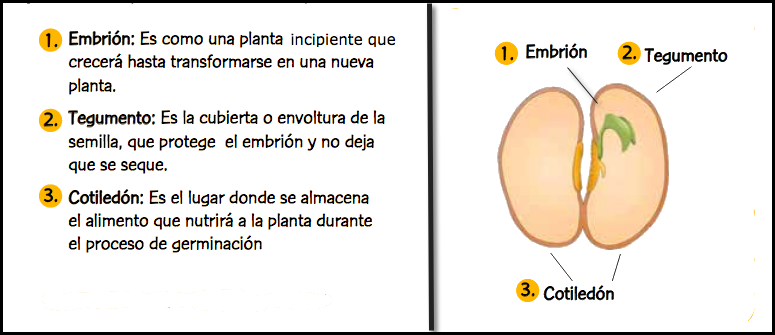 1. Embrión: Es como una planta incipiente que
crecerá hasta transformarse en una nueva
planta.
2. Tegumento: Es la cubierta o envoltura de la
semilla, que protege el embrión y no deja
que se seque.
3. Cotiledón: Es el lugar donde se almacena
el alimento que nutrirá a la planta durante
el proceso de germinación
1. Embrión
2. Tegumento
3. Cotiledón